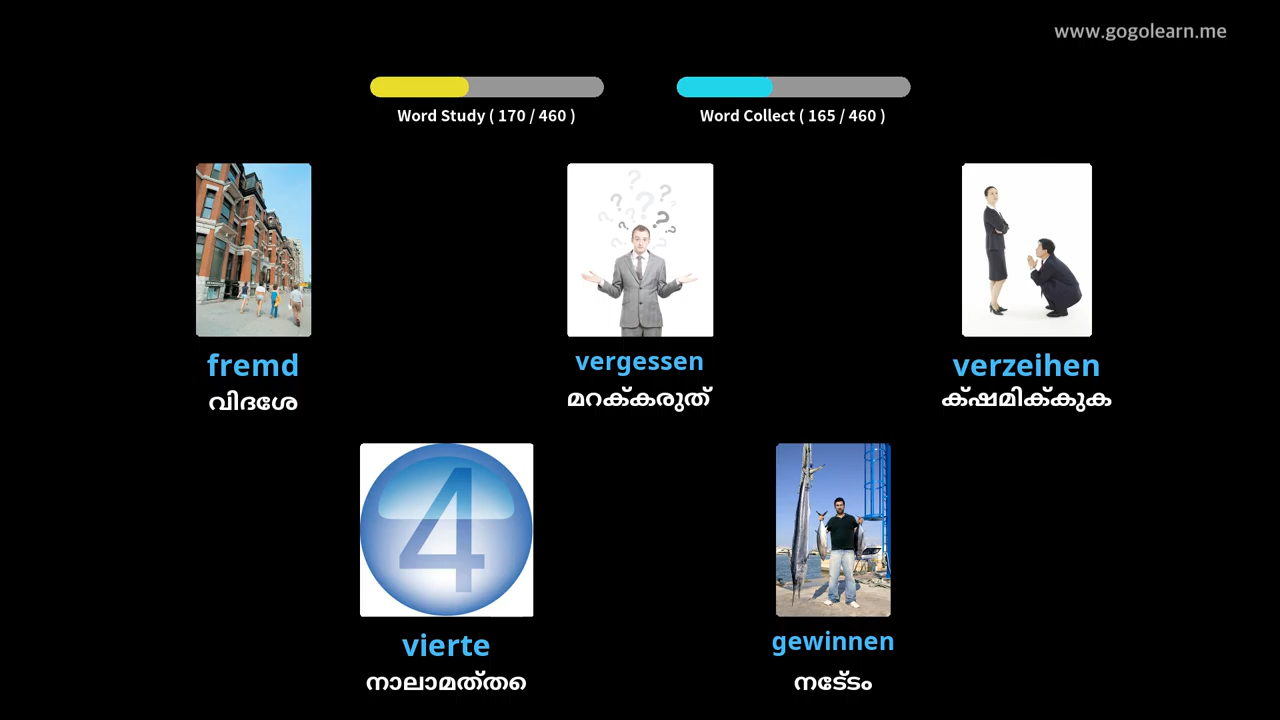 www.gogolearn.me
Word Study ( 170 / 460 )
Word Collect ( 165 / 460 )
fremd
വിദേശ
vergessen
മറക്കരുത്
verzeihen
ക്ഷമിക്കുക
4
vierte
നാലാമത്തെ
gewinnen
നേട്ടം